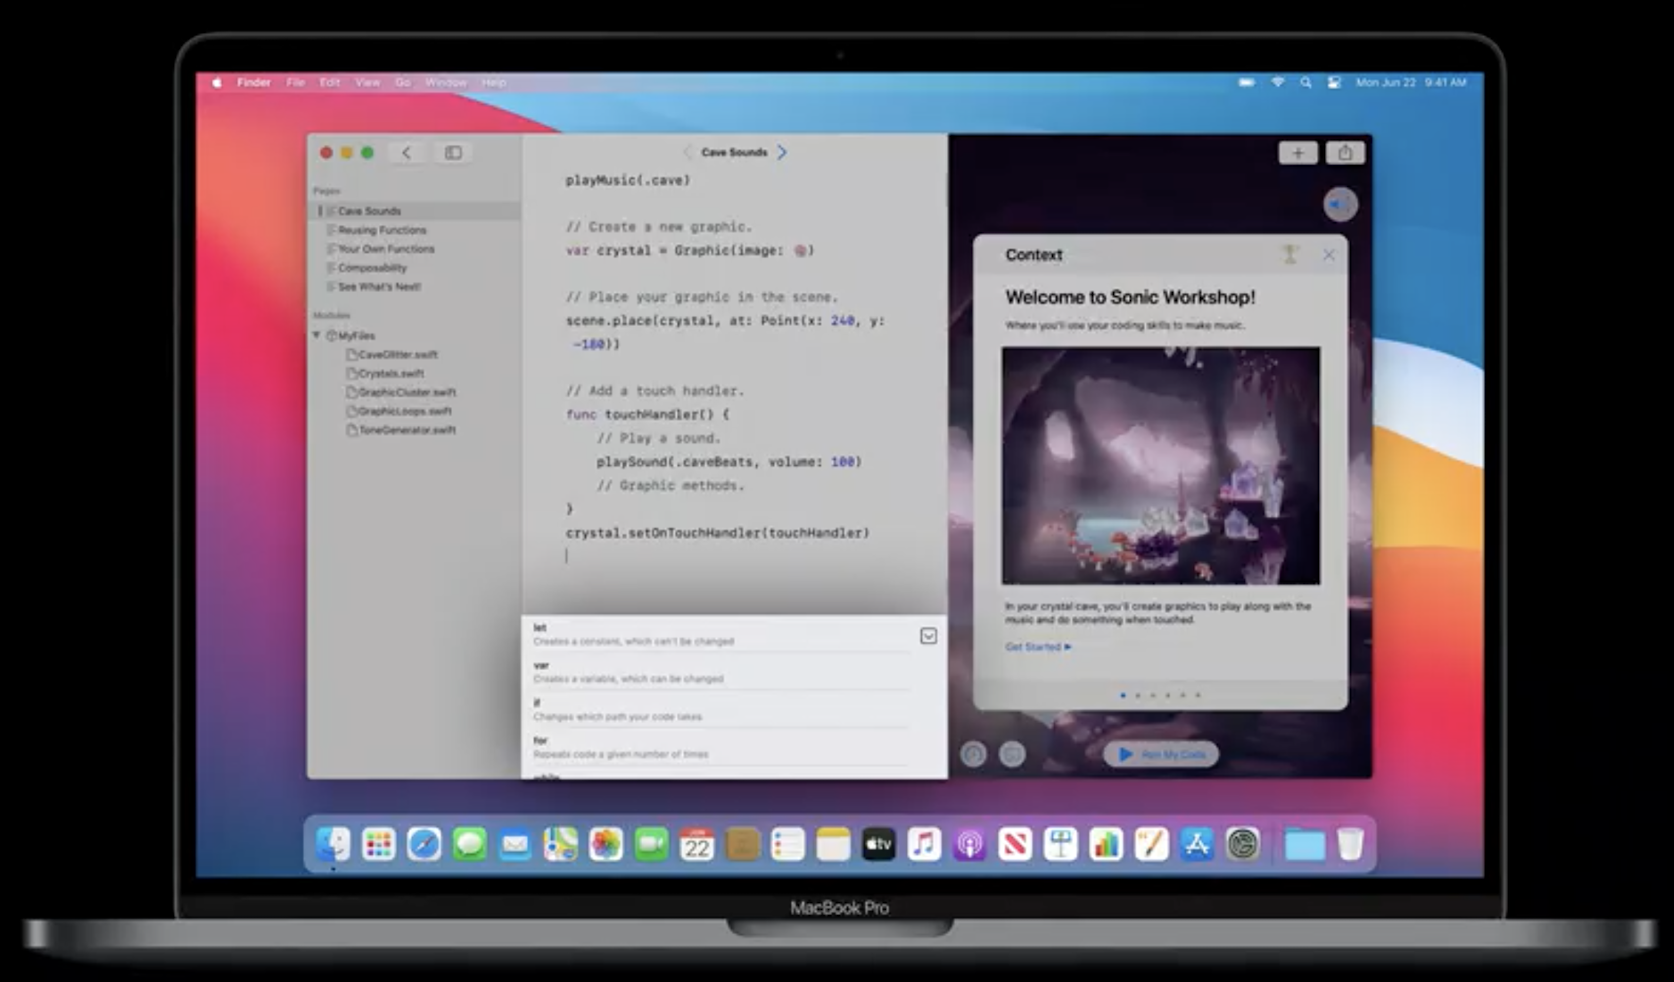 Finder File Edit View Go Window Help
Mon Jun 22 9:41 AM
Cave Sounds
Pages
Cave Sounds
Reusing Functions
Your Own Functions
Composability
See What's Next!
Modules
MyFiles
CaveGlitter.swift
Crystals.swift
GraphicCluster.swift
GraphicLoops.swift
ToneGenerator.swift
playMusic(.cave)
// Create a new graphic.
var crystal = Graphic(image: )
// Place your graphic in the scene.
scene.place(crystal, at: Point(x: 240, y:
-180))
// Add a touch handler.
func touchHandler() {
// Play a sound.
playSound(.caveBeats, volume: 100)
// Graphic methods.
}
crystal.setOnTouchHandler(touchHandler)
let
Creates a constant, which can't be changed
var
Creates a variable, which can be changed
if
Changes which path your code takes
for
Repeats code a given number of times
while
Context
Welcome to Sonic Workshop!
Where you'll use your coding skills to make music.
In your crystal cave, you'll create graphics to play along with the
music and do something when touched.
Get Started
Run My Code
JUN
22
tv
MacBook Pro